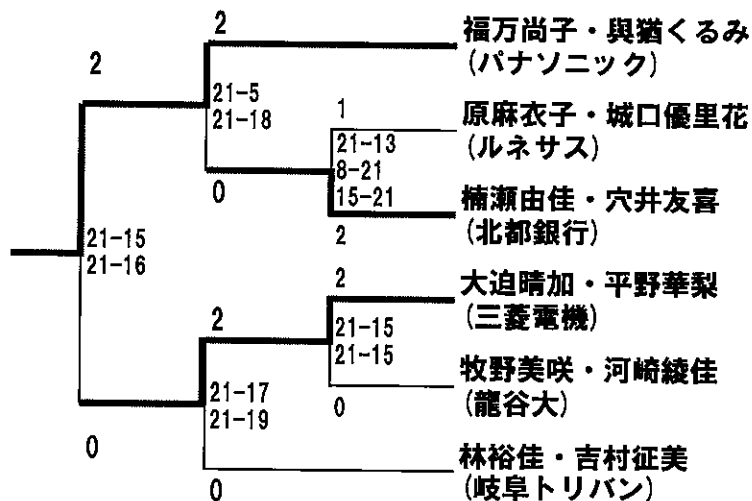 2
福万尚子・與猶くるみ
(パナソニック)
2
21-5
21-18
1
原麻衣子・城口優里花
(ルネサス)
21-13
8-21
15-21
0
2
楠瀬由佳・穴井友喜
(北都銀行)
21-15
21-16
2
大迫晴加・平野華梨
(三菱電機)
2
21-15
21-15
牧野美咲・河崎綾佳
(龍谷大)
0
21-17
21-19
0
0
林裕佳・吉村征美
(岐阜トリバン)